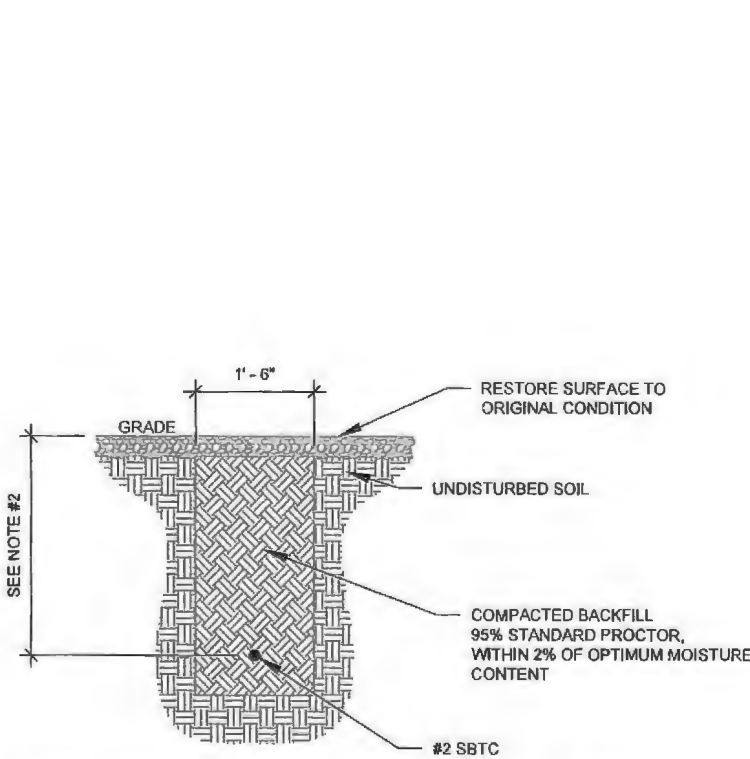 1' - 6"
RESTORE SURFACE TO
ORIGINAL CONDITION
GRADE
UNDISTURBED SOIL
SEE NOTE #2
COMPACTED BACKFILL
95% STANDARD PROCTOR,
WITHIN 2% OF OPTIMUM MOISTURE
CONTENT
#2 SBTC